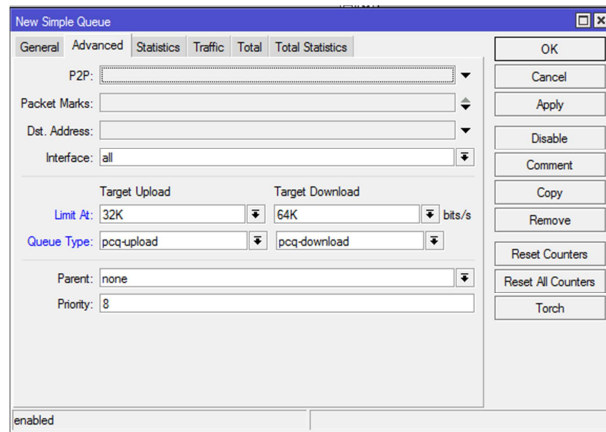 New Simple Queue
General Advanced Statistics Traffic Total Total Statistics
P2P:
Packet Marks:
Dst. Address:
Interface: all
Target Upload Target Download
Limit At: 32K 64K bits/s
Queue Type: pcq-upload pcq-download
Parent: none
Priority: 8
OK
Cancel
Apply
Disable
Comment
Copy
Remove
Reset Counters
Reset All Counters
Torch
enabled